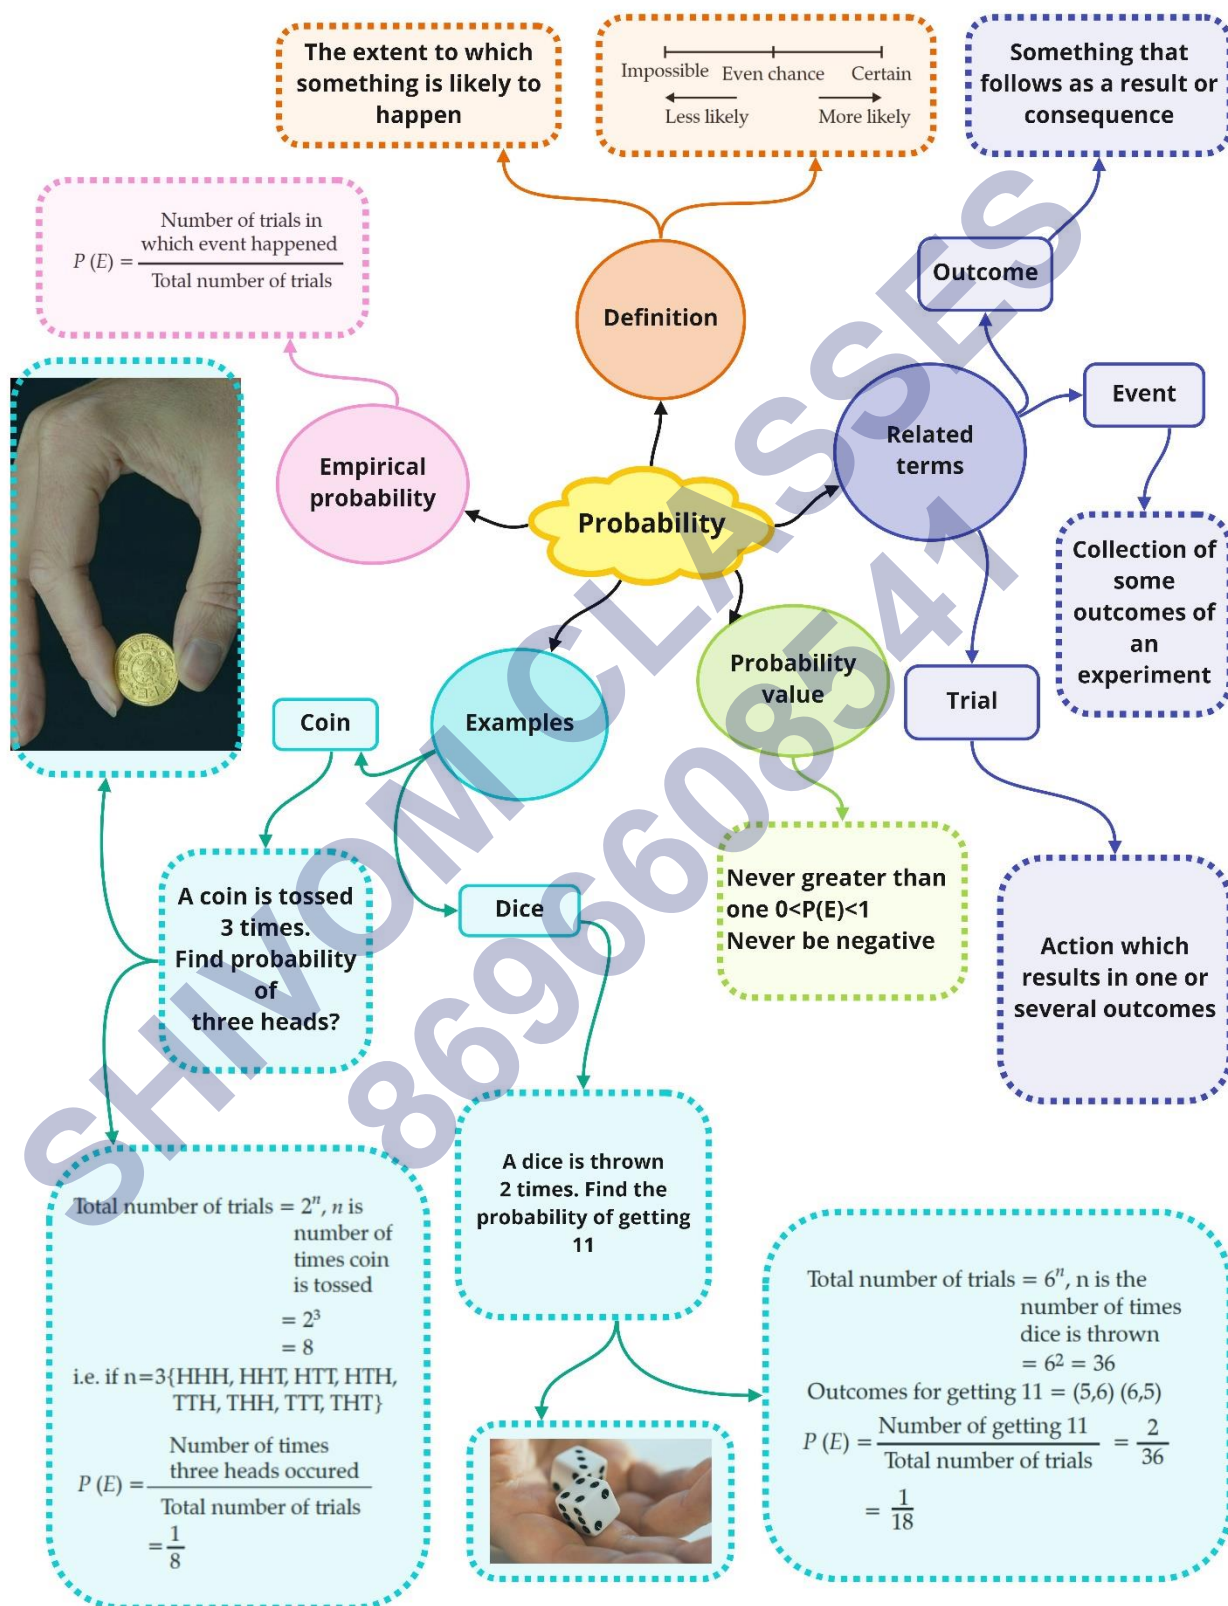 The extent to which
something is likely to
happen
Impossible Even chance Certain
Less likely More likely
Something that
follows as a result or
consequence
P (E) = Number of trials in
which event happened
Total number of trials
Definition
Outcome
Event
Related
terms
Empirical
probability
Probability
Collection of
some
outcomes of
an
experiment
Probability
value
Trial
Coin
Examples
Never greater than
one 0<P(E)<1
Never be negative
A coin is tossed
3 times.
Find probability
of
three heads?
Dice
Action which
results in one or
several outcomes
A dice is thrown
2 times. Find the
probability of getting
11
Total number of trials = 2ⁿ, n is
number of
times coin
is tossed
= 2³
= 8
i.e. if n=3{HHH, HHT, HTT, HTH,
TTH, THH, TTT, THT}
P (E) = Number of times
three heads occured
Total number of trials
= 1/8
Total number of trials = 6ⁿ, n is the
number of times
dice is thrown
= 6² = 36
Outcomes for getting 11 = (5,6) (6,5)
P (E) = Number of getting 11 / Total number of trials = 2/36
= 1/18
SHIVOM CLASSES
8696608541